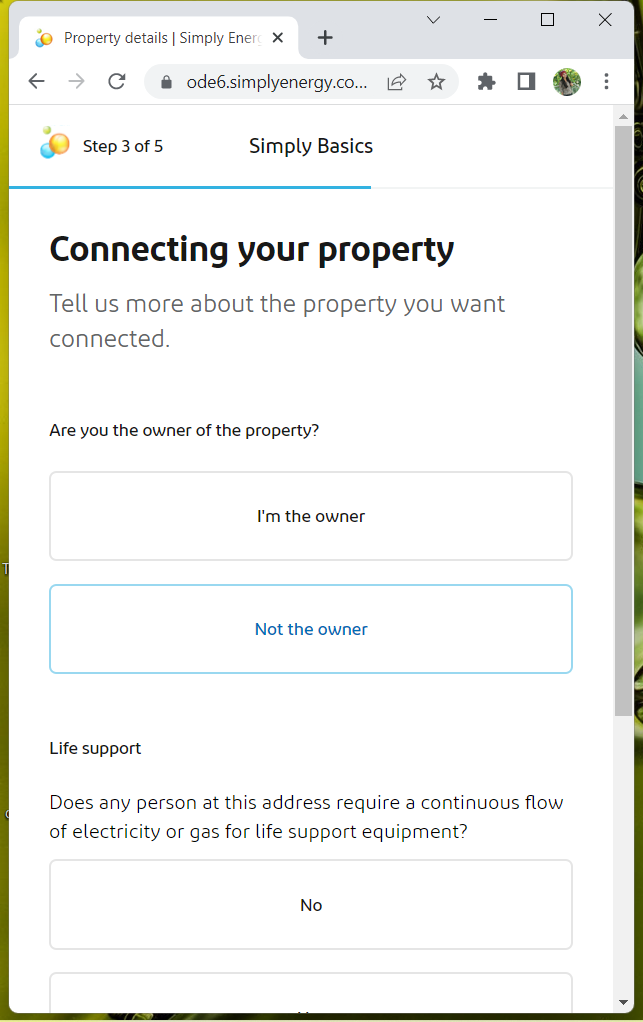 Property details | Simply Ener
ode6.simplyenergy.co...
Step 3 of 5
Simply Basics
Connecting your property
Tell us more about the property you want
connected.
Are you the owner of the property?
I'm the owner
Not the owner
Life support
Does any person at this address require a continuous flow
of electricity or gas for life support equipment?
No